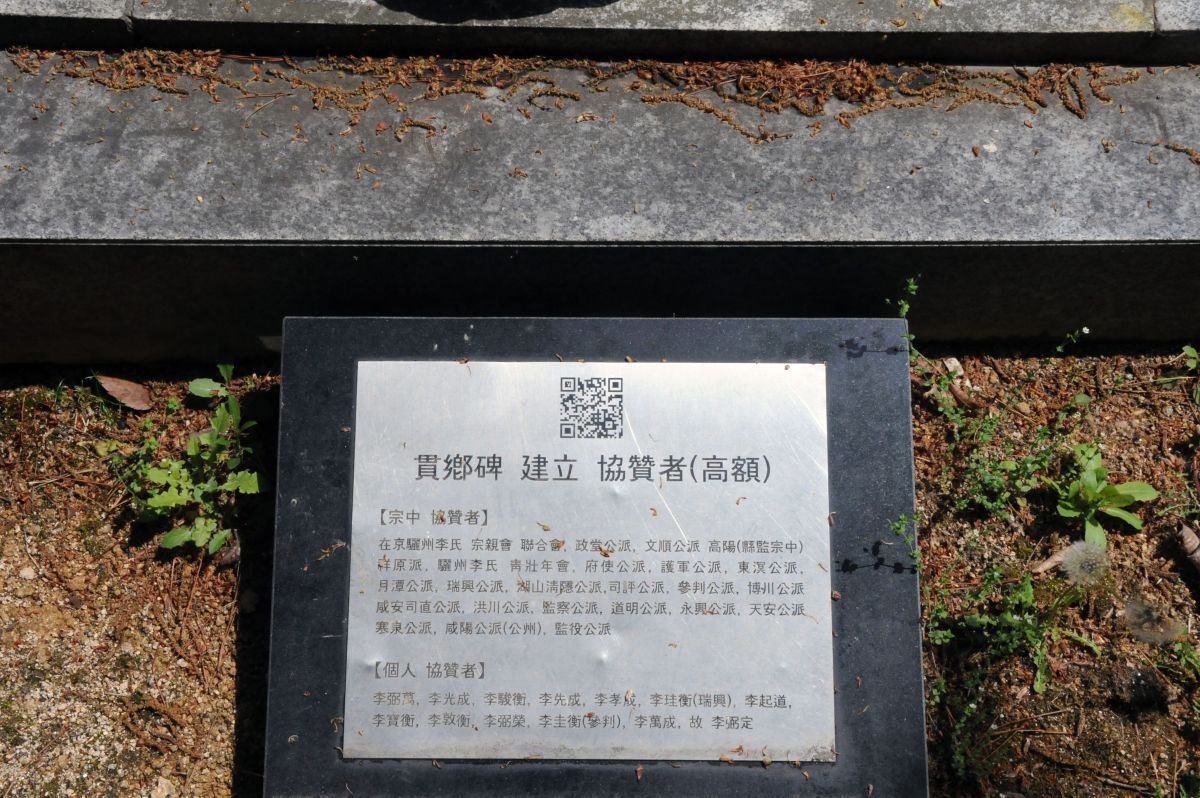 貫鄕碑 建立 協贊者(高額)
【宗中 協贊者】
在京驪州李氏 宗親會 聯合會, 政堂公派, 文順公派 高陽(縣監宗中)
祥原派, 驪州李氏 靑壯年會, 府使公派, 護軍公派, 東溟公派,
月潭公派, 瑞興公派, 湖山淸隱公派, 司評公派, 參判公派, 博川公派
咸安司直公派, 洪川公派, 監察公派, 道明公派, 永興公派, 天安公派
寒泉公派, 咸陽公派(公州), 監役公派
【個人 協贊者】
李弼萬, 李光成, 李駿衡, 李先成, 李孝成, 李珪衡(瑞興), 李起道,
李寶衡, 李敦衡, 李弼榮, 李圭衡(參判), 李萬成, 故 李弼定